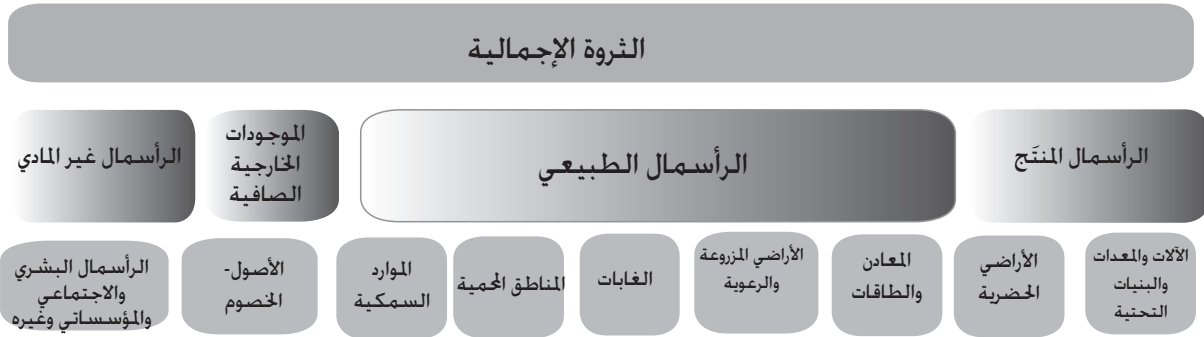 الثروة الإجمالية
الرأسمال المنتَج
الرأسمال الطبيعي
الموجودات
الخارجية
الصافية
الرأسمال غير المادي
الآلات والمعدات
والبنيات
التحتية
الأراضي
الحضرية
المعادن
والطاقات
الأراضي المزروعة
والرعوية
الغابات
المناطق المحمية
الموارد
السمكية
الأصول-
الخصوم
الرأسمال البشري
والاجتماعي
والمؤسساتي وغيره